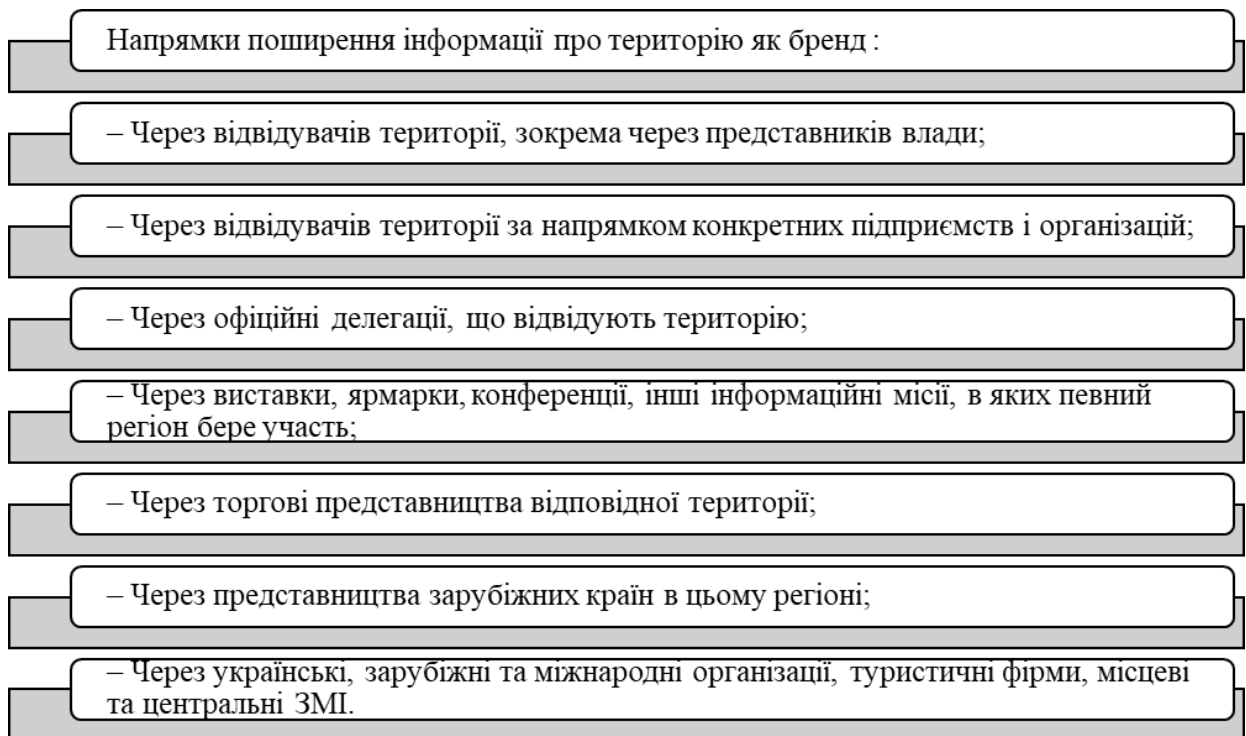 Напрямки поширення інформації про територію як бренд :
– Через відвідувачів території, зокрема через представників влади;
– Через відвідувачів території за напрямком конкретних підприємств і організацій;
– Через офіційні делегації, що відвідують територію;
– Через виставки, ярмарки, конференції, інші інформаційні місії, в яких певний
регіон бере участь;
– Через торгові представництва відповідної території;
– Через представництва зарубіжних країн в цьому регіоні;
– Через українські, зарубіжні та міжнародні організації, туристичні фірми, місцеві
та центральні ЗМІ.